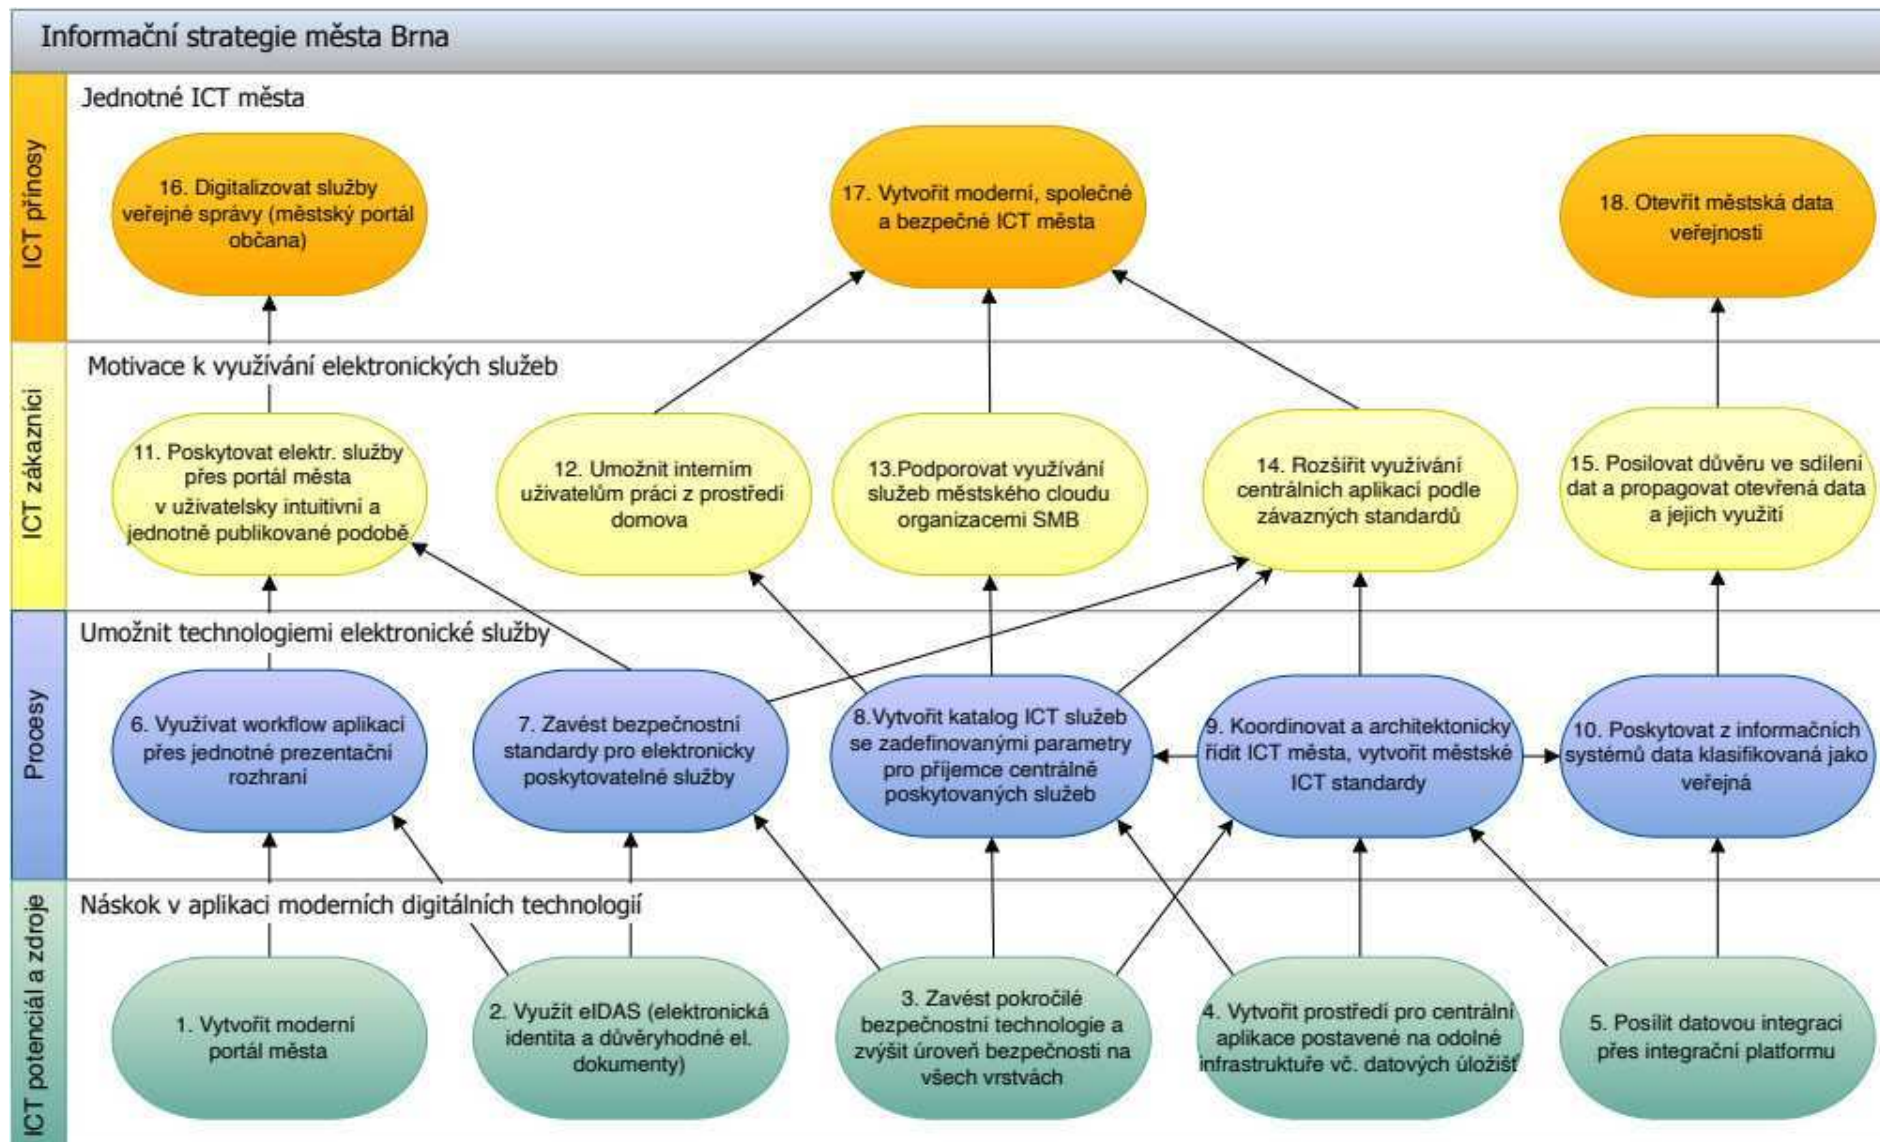 Informační strategie města Brna
ICT přínosy
Jednotné ICT města
16. Digitalizovat služby
veřejné správy (městský portál
občana)
17. Vytvořit moderní, společné
a bezpečné ICT města
18. Otevřít městská data
veřejnosti
ICT zákazníci
Motivace k využívání elektronických služeb
11. Poskytovat elektr. služby
přes portál města
v uživatelsky intuitivní a
jednotně publikované podobě
12. Umožnit interním
uživatelům práci z prostředí
domova
13.Podporovat využívání
služeb městského cloudu
organizacemi SMB
14. Rozšířit využívání
centrálních aplikací podle
závazných standardů
15. Posilovat důvěru ve sdílení
dat a propagovat otevřená data
a jejich využití
Procesy
Umožnit technologiemi elektronické služby
6. Využívat workflow aplikací
přes jednotné prezentační
rozhraní
7. Zavést bezpečnostní
standardy pro elektronicky
poskytovatelné služby
8.Vytvořit katalog ICT služeb
se zadefinovanými parametry
pro příjemce centrálně
poskytovaných služeb
9. Koordinovat a architektonicky
řídit ICT města, vytvořit městské
ICT standardy
10. Poskytovat z informačních
systémů data klasifikovaná jako
veřejná
ICT potenciál a zdroje
Náskok v aplikaci moderních digitálních technologií
1. Vytvořit moderní
portál města
2. Využít eIDAS (elektronická
identita a důvěryhodné el.
dokumenty)
3. Zavést pokročilé
bezpečnostní technologie a
zvýšit úroveň bezpečnosti na
všech vrstvách
4. Vytvořit prostředí pro centrální
aplikace postavené na odolné
infrastruktuře vč. datových úložišť
5. Posílit datovou integraci
přes integrační platformu